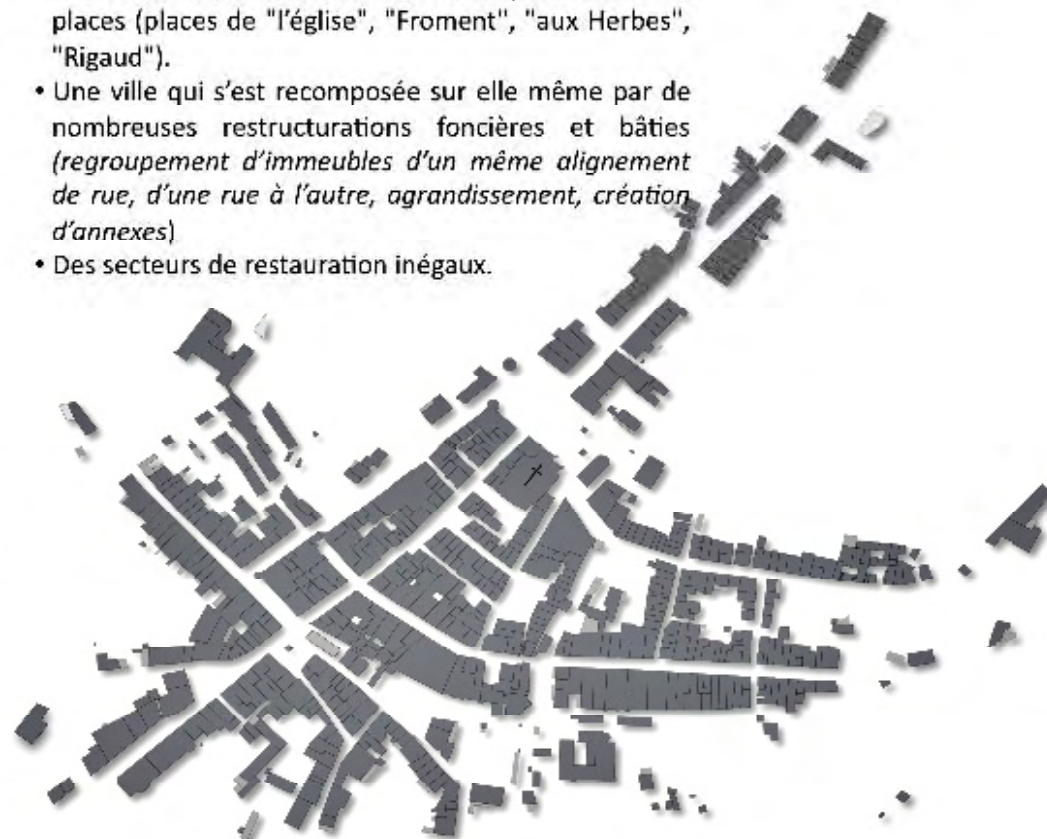 places (places de "l'église", "Froment", "aux Herbes",
"Rigaud").
• Une ville qui s'est recomposée sur elle même par de
nombreuses restructurations foncières et bâties
(regroupement d'immeubles d'un même alignement
de rue, d'une rue à l'autre, agrandissement, création
d'annexes)
• Des secteurs de restauration inégaux.